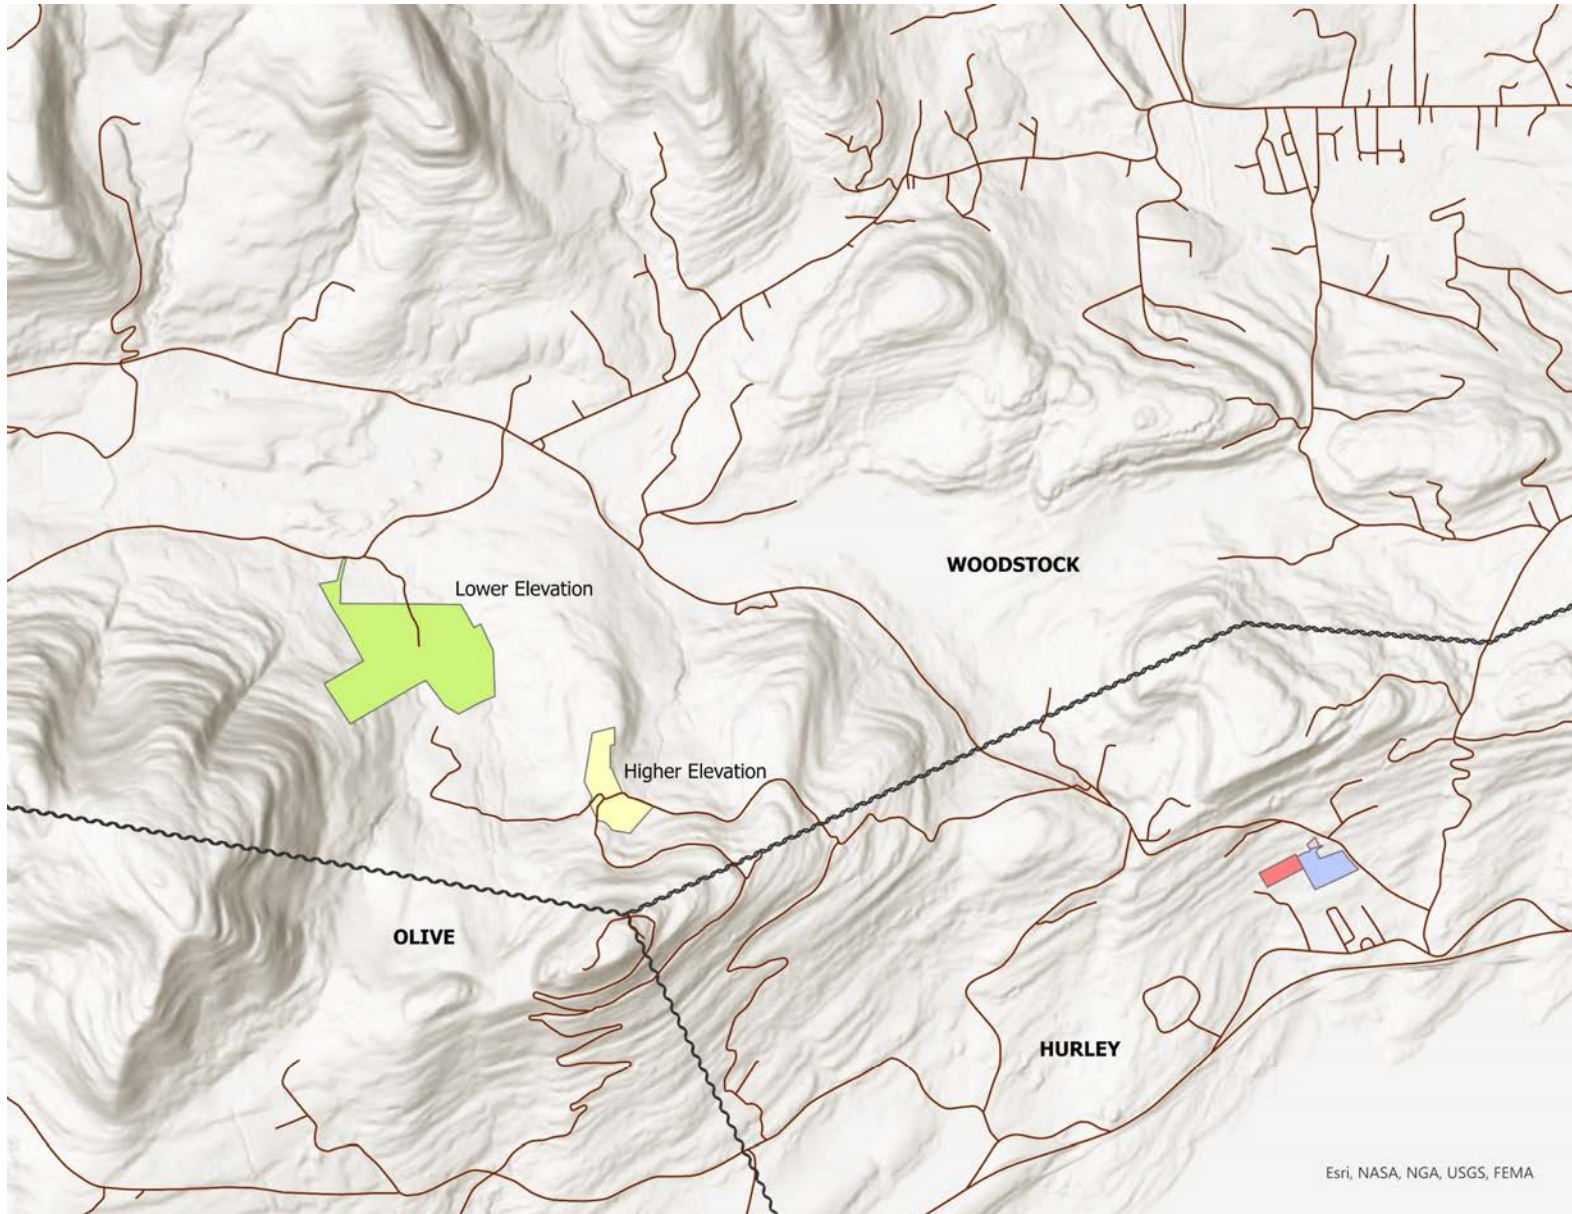 WOODSTOCK
Lower Elevation
Higher Elevation
OLIVE
HURLEY
Esri, NASA, NGA, USGS, FEMA